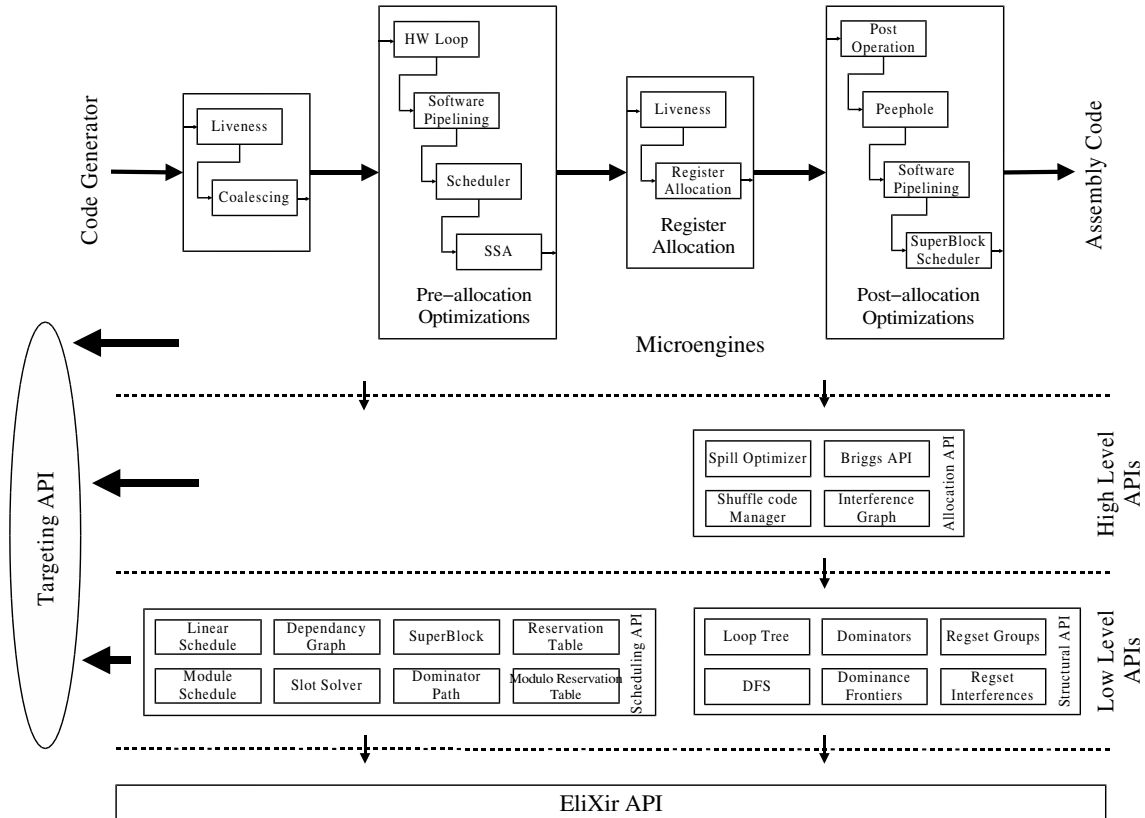 Code Generator
Liveness
Coalescing
HW Loop
Software
Pipelining
Scheduler
SSA
Pre-allocation
Optimizations
Liveness
Register
Allocation
Register
Allocation
Post
Operation
Peephole
Software
Pipelining
SuperBlock
Scheduler
Post-allocation
Optimizations
Assembly Code
Microengines
Targeting API
Spill Optimizer
Briggs API
Shuffle code
Manager
Interference
Graph
Allocation API
High Level
APIs
Linear
Schedule
Dependancy
Graph
SuperBlock
Reservation
Table
Module
Schedule
Slot Solver
Dominator
Path
Modulo Reservation
Table
Scheduling API
Loop Tree
Dominators
Regset Groups
DFS
Dominance
Frontiers
Regset
Interferences
Structural API
Low Level
APIs
EliXir API